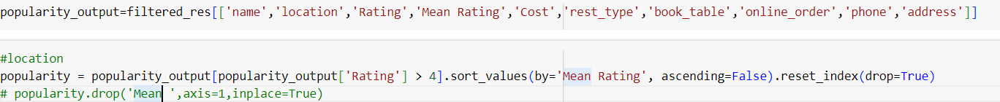 popularity_output=filtered_res[['name','location','Rating','Mean Rating','Cost','rest_type','book_table','online_order','phone','address']]
#location
popularity = popularity_output[popularity_output['Rating'] > 4].sort_values(by='Mean Rating', ascending=False).reset_index(drop=True)
# popularity.drop('Mean ',axis=1,inplace=True)